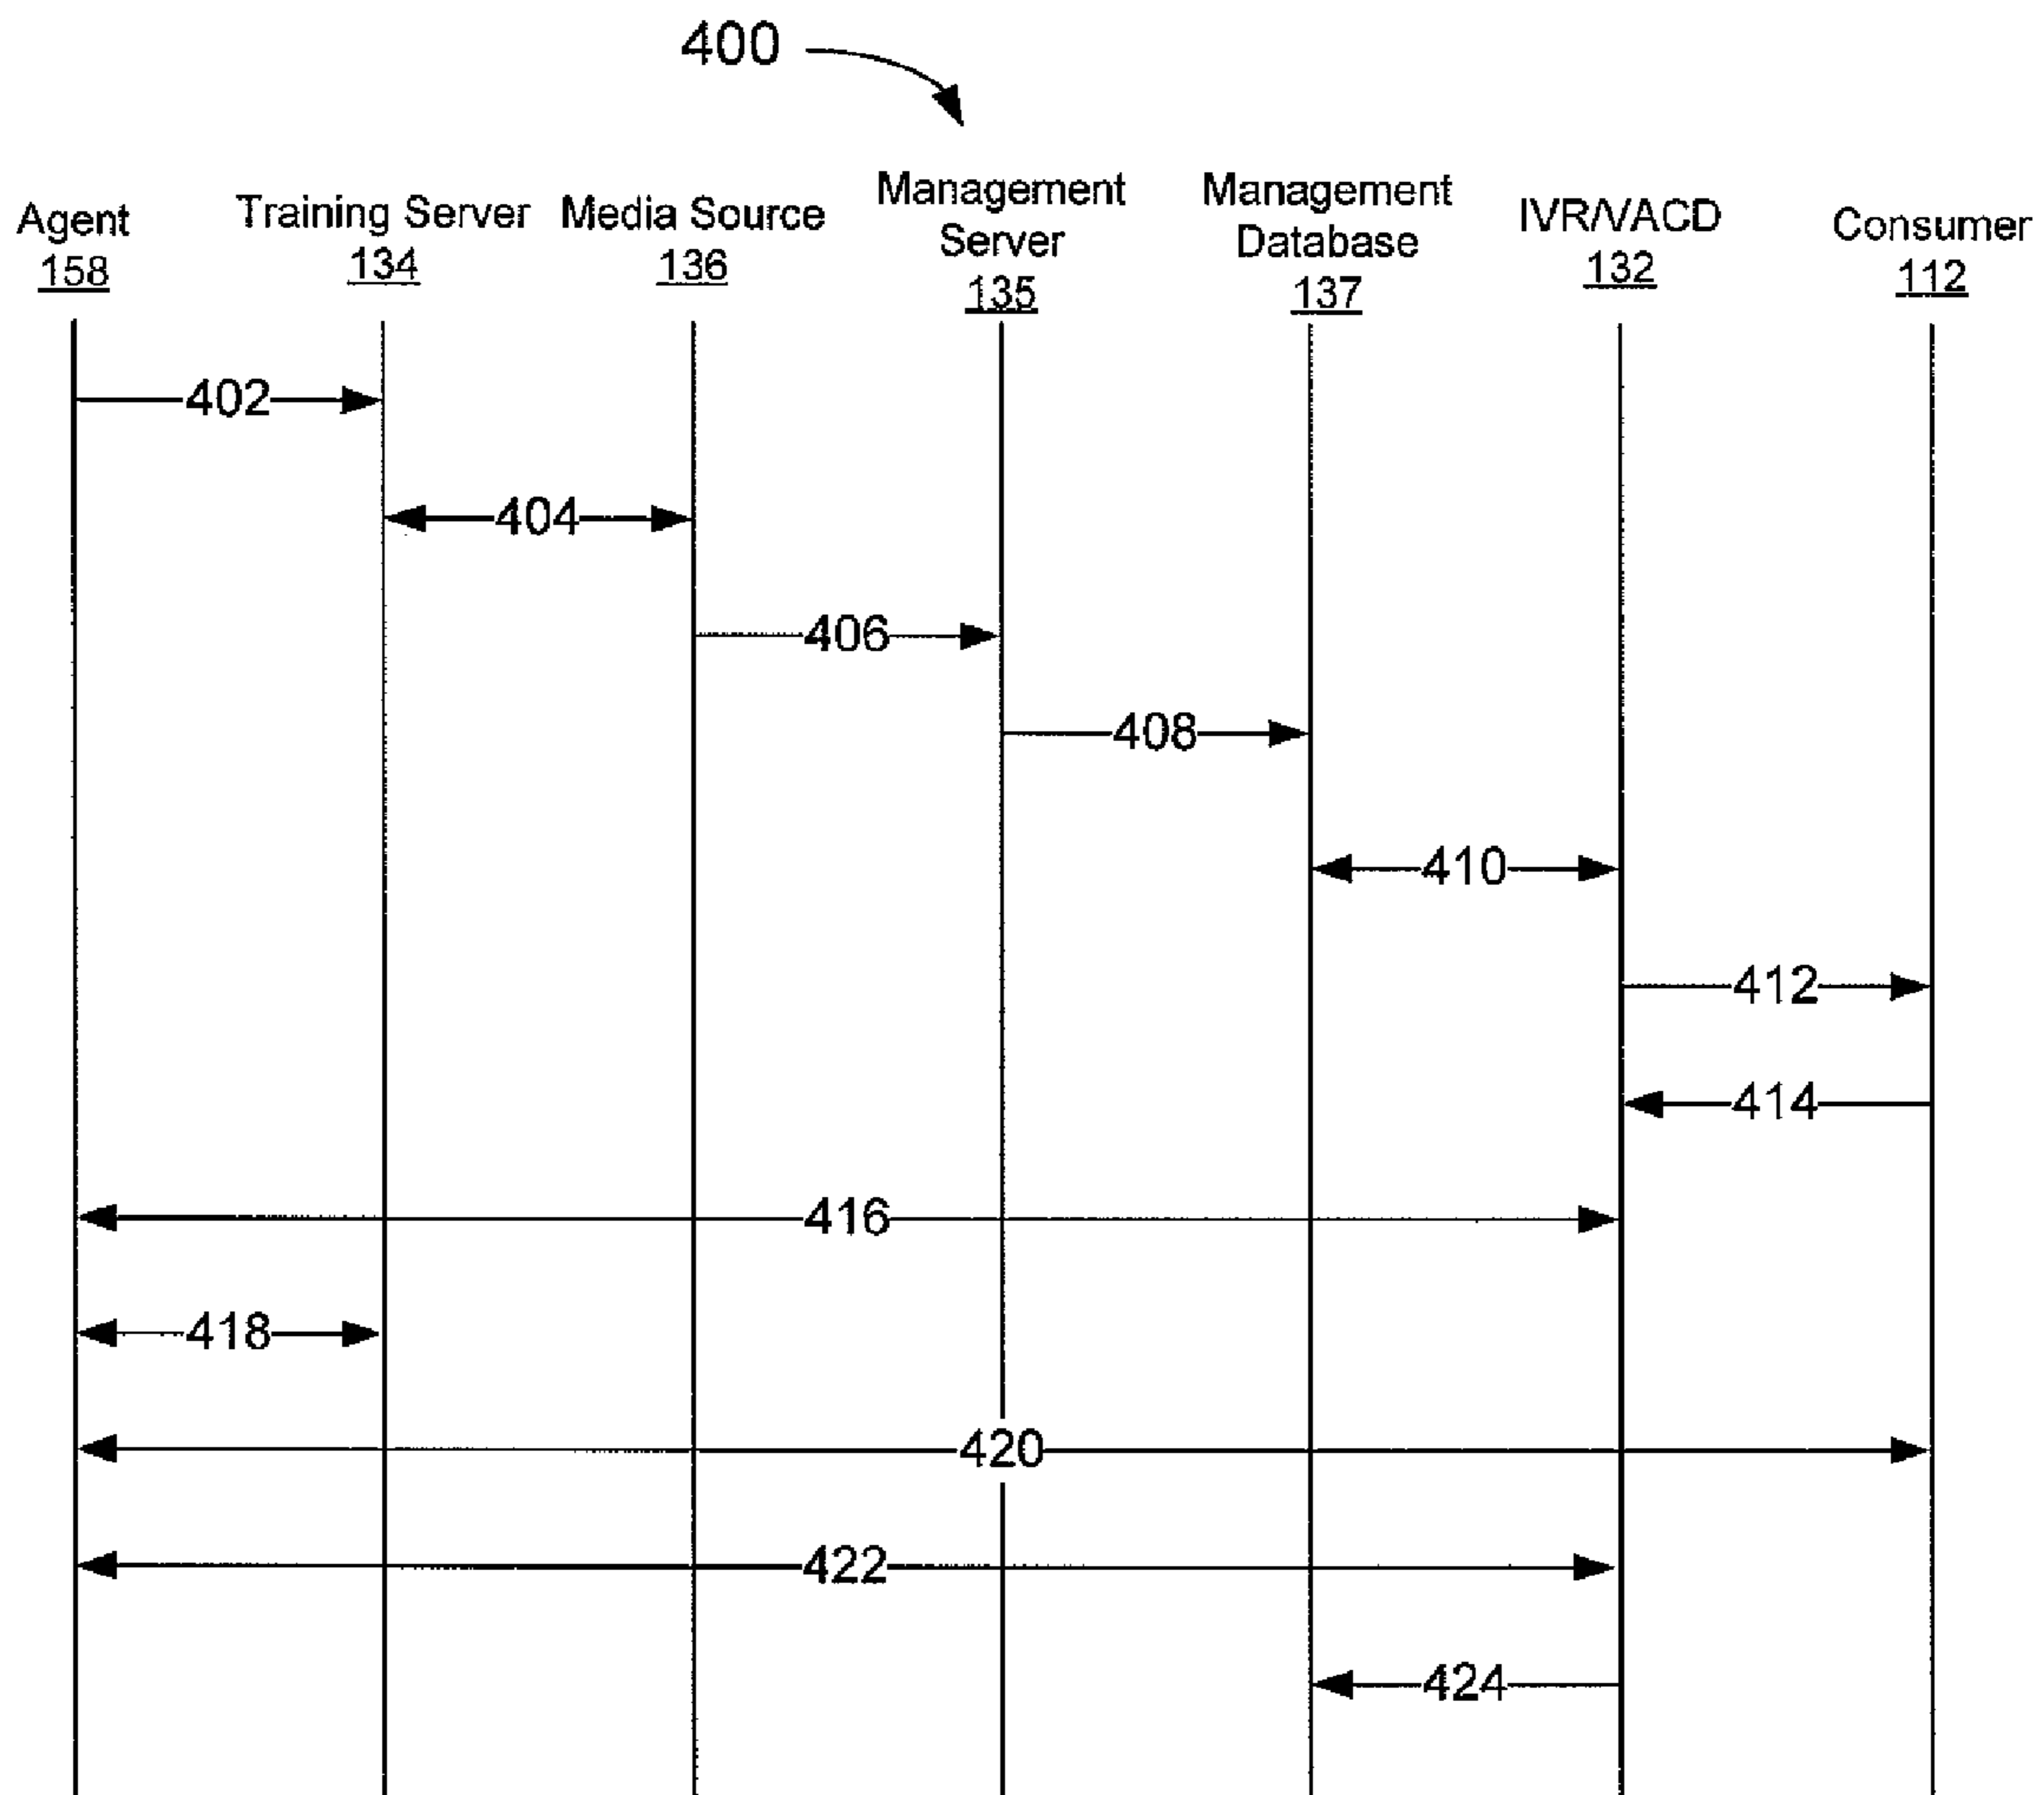 400
Agent
158
Training Server
134
Media Source
136
Management
Server
135
Management
Database
137
IVR/VACD
132
Consumer
112
402
404
406
408
410
412
414
416
418
420
422
424